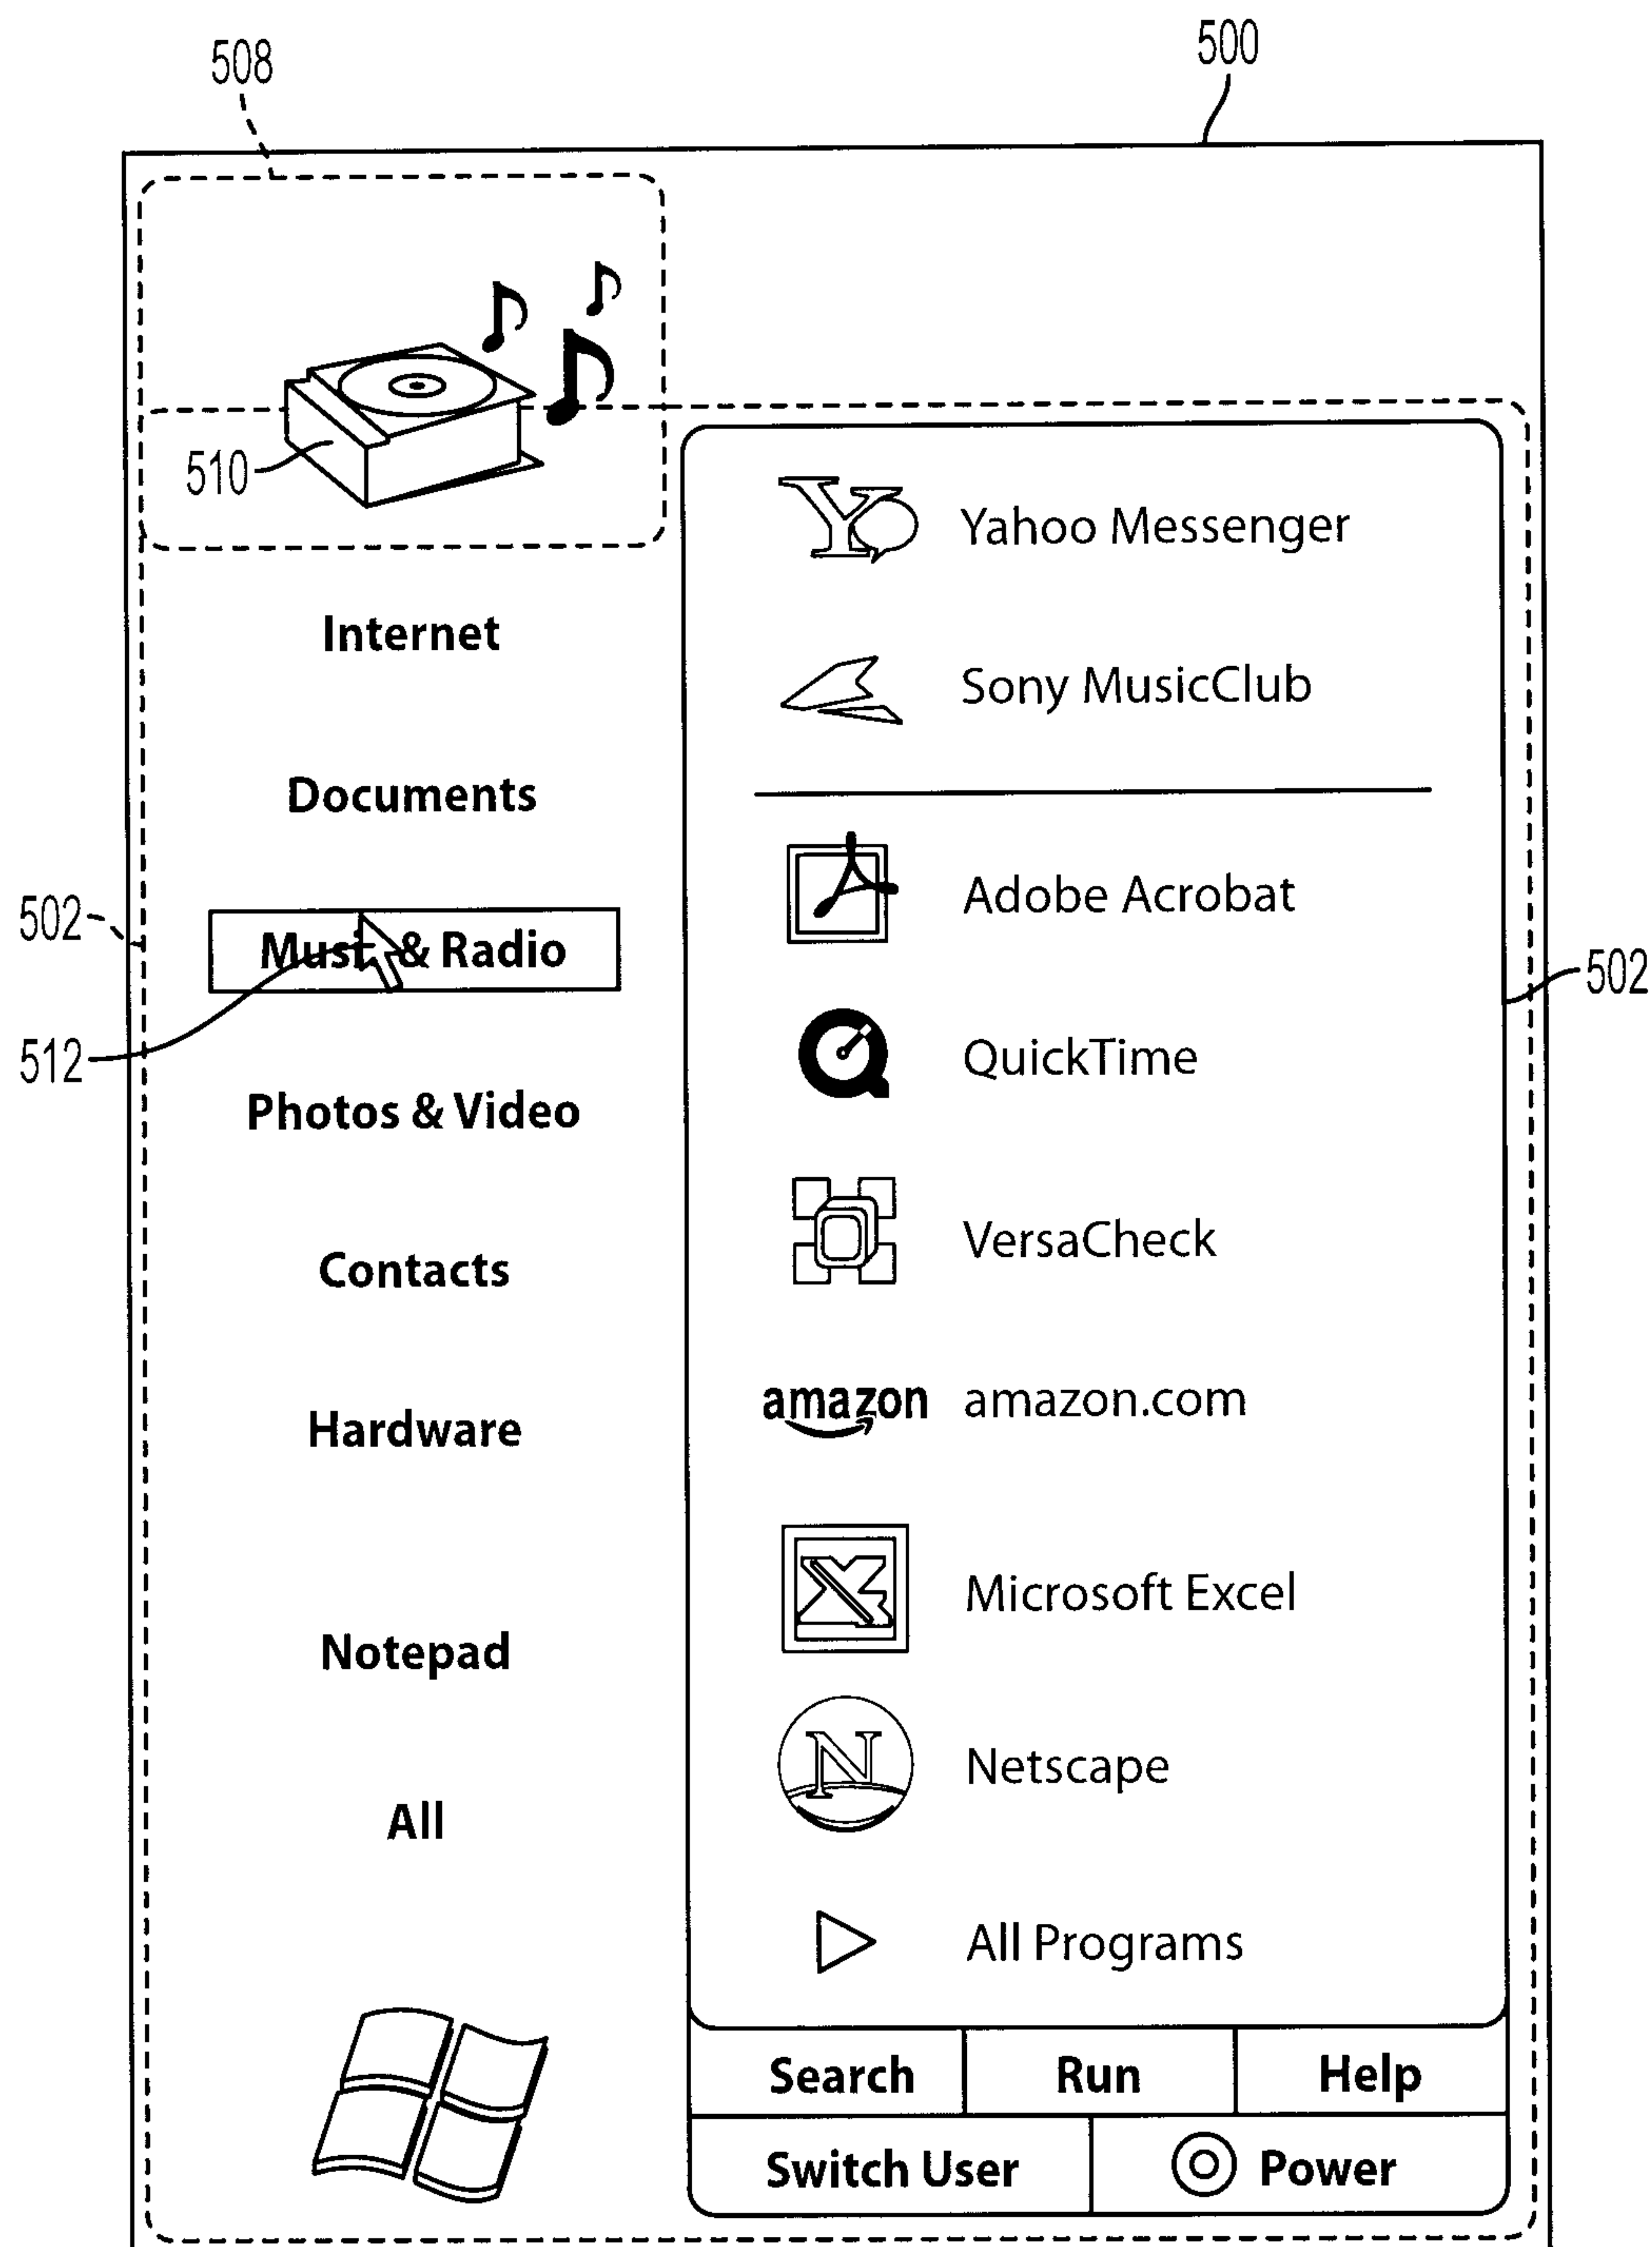 508
500
510
Yahoo Messenger
Internet
Sony MusicClub
Documents
Adobe Acrobat
502
Musi & Radio
502
512
QuickTime
Photos & Video
VersaCheck
Contacts
amazon amazon.com
Hardware
Microsoft Excel
Notepad
N Netscape
All
All Programs
Search Run Help
Switch User Power